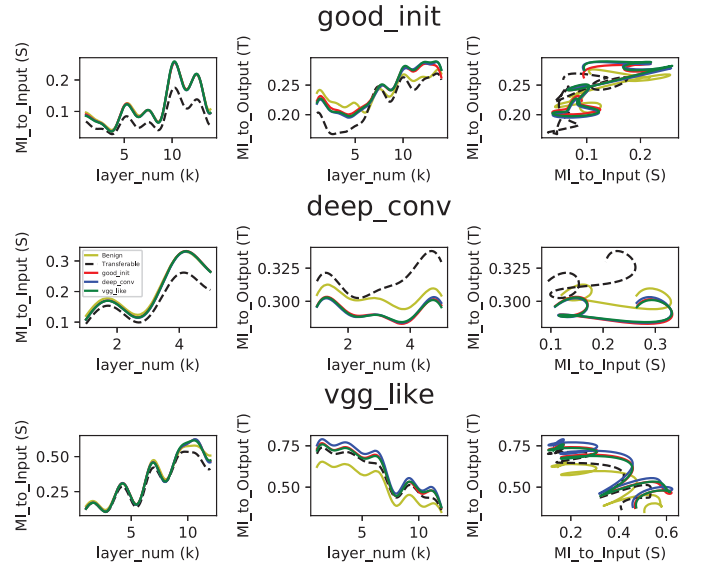 good_init
MI_to_Input (S)
0.2
0.1
5
10
layer_num (k)
MI_to_Output (T)
0.25
0.20
5
10
layer_num (k)
MI_to_Output (T)
0.25
0.20
0.1
0.2
MI_to_Input (S)
deep_conv
MI_to_Input (S)
0.3
0.2
0.1
Benign
Transferable
good_init
deep_conv
vgg_like
2
4
layer_num (k)
MI_to_Output (T)
0.325
0.300
2
4
layer_num (k)
MI_to_Output (T)
0.325
0.300
0.1
0.2
0.3
MI_to_Input (S)
vgg_like
MI_to_Input (S)
0.50
0.25
5
10
layer_num (k)
MI_to_Output (T)
0.75
0.50
5
10
layer_num (k)
MI_to_Output (T)
0.75
0.50
0.2
0.4
0.6
MI_to_Input (S)